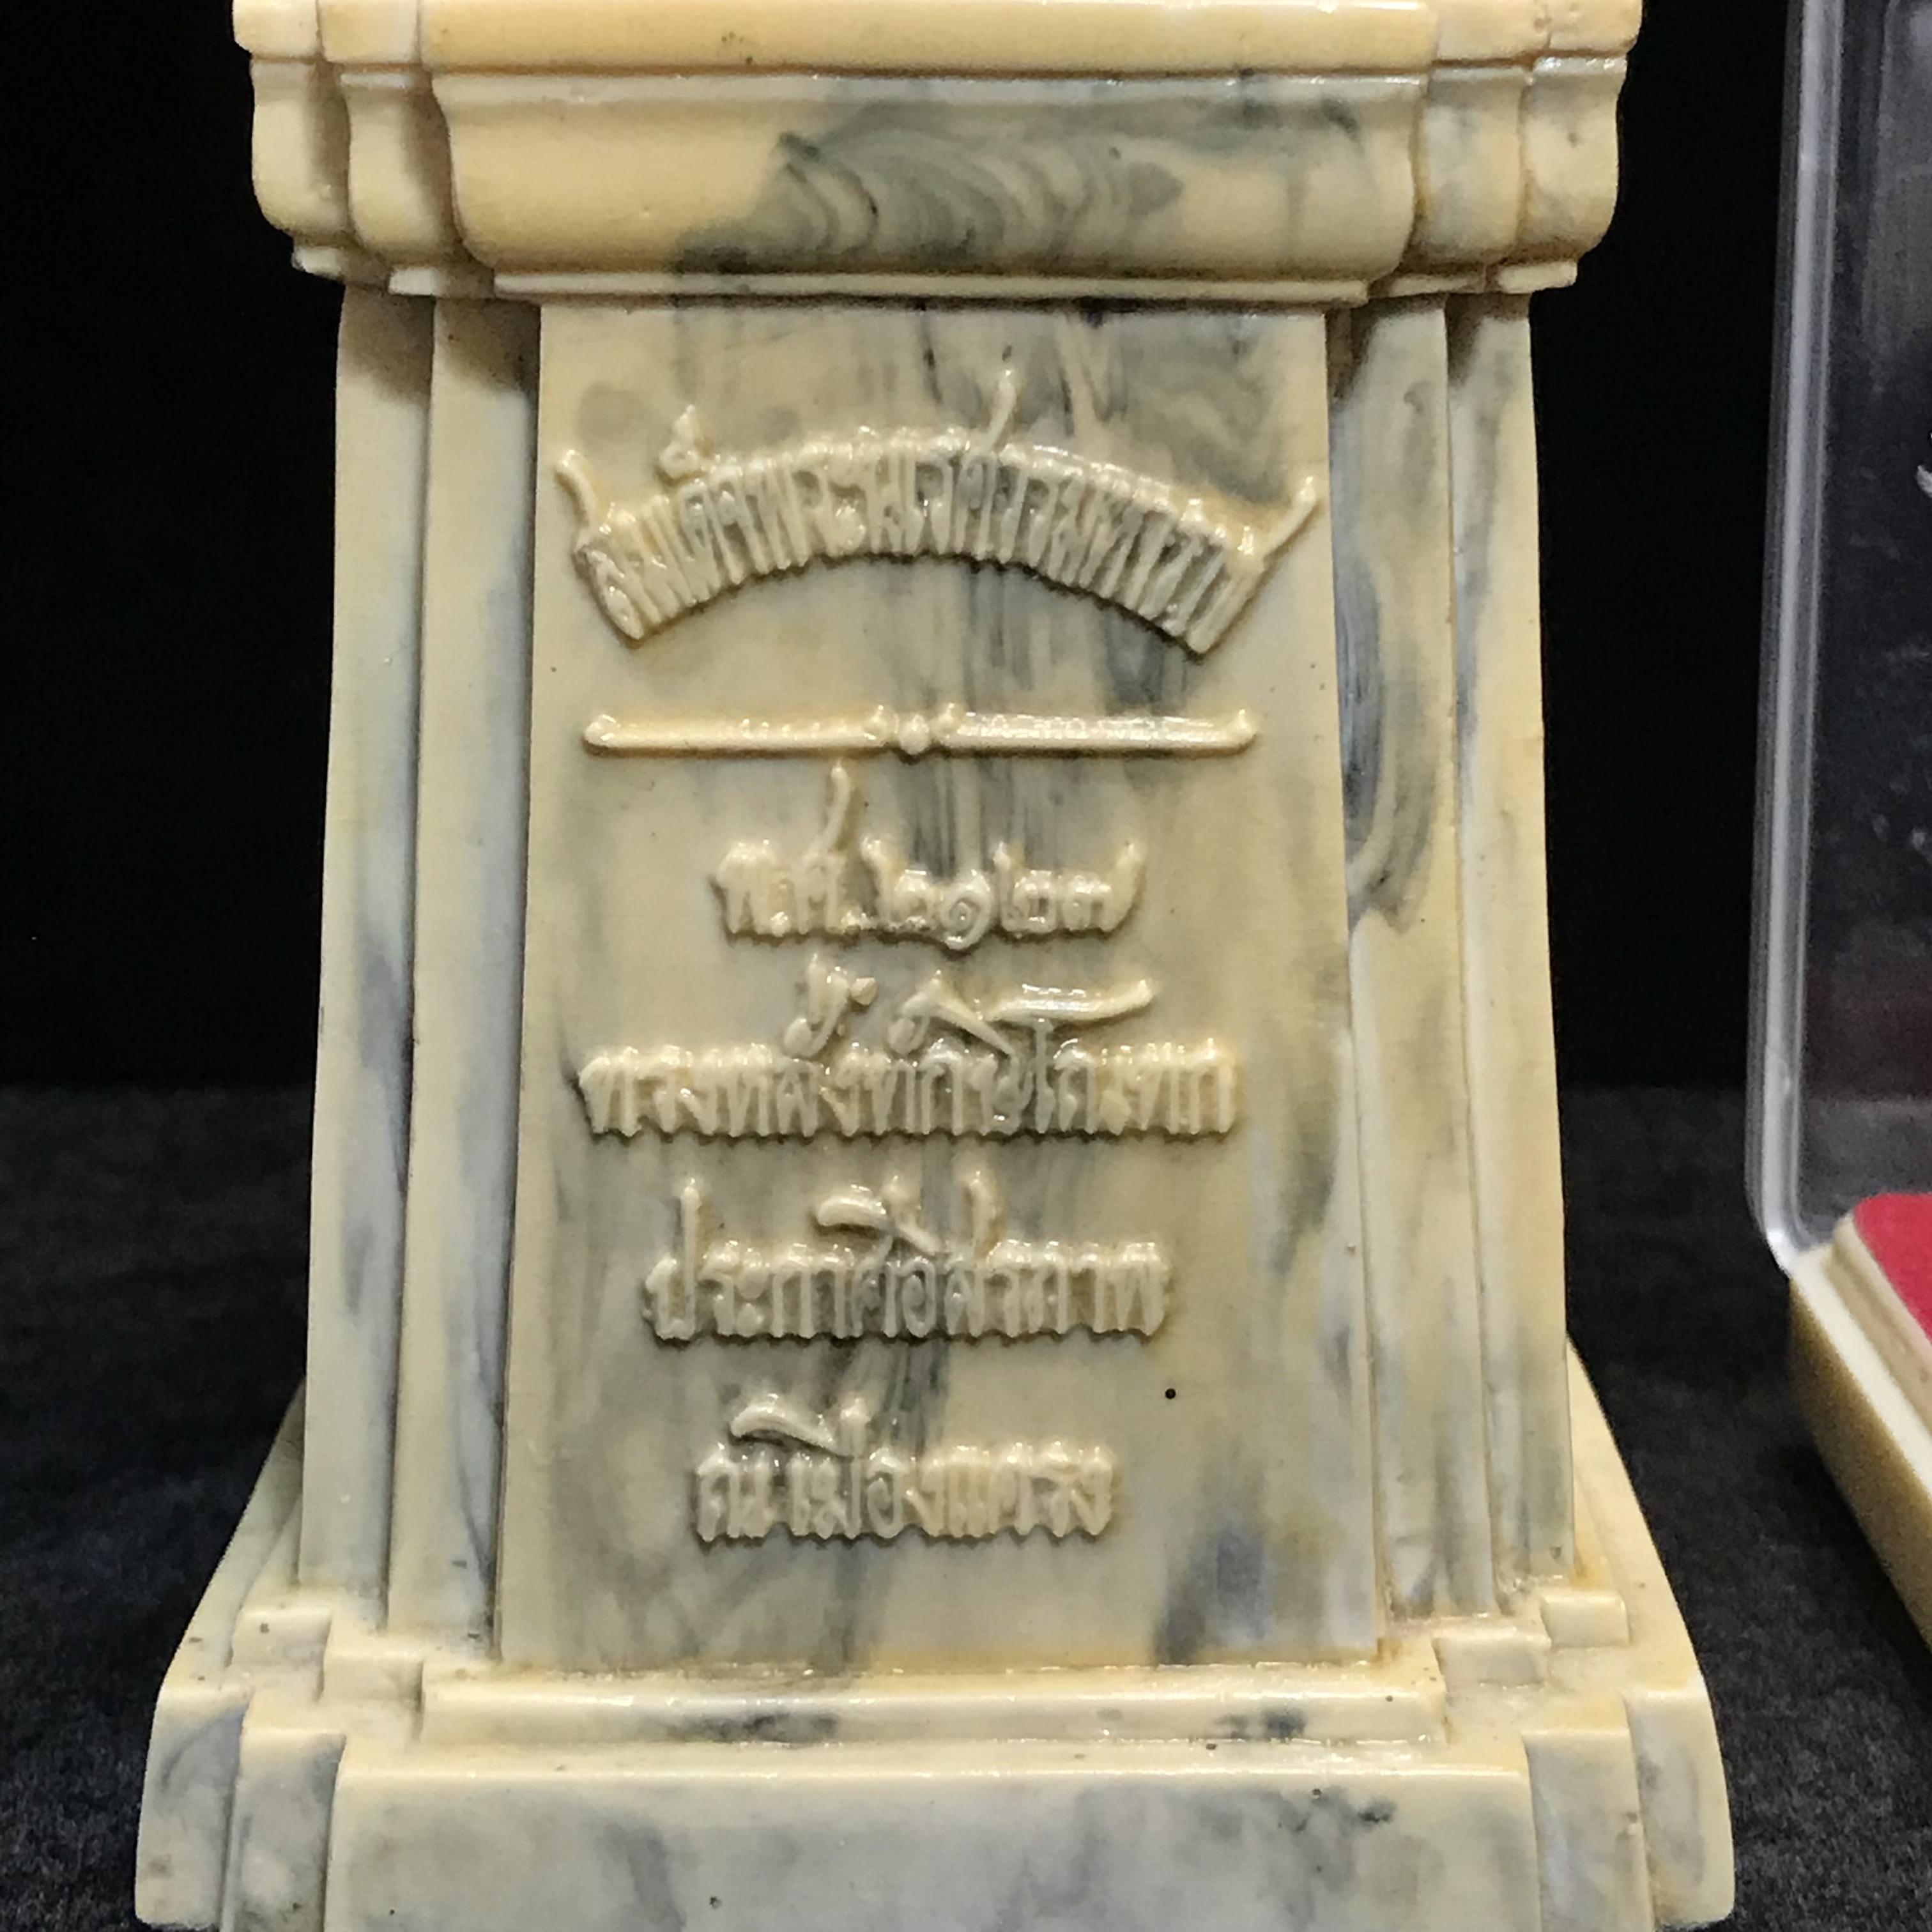 สมเด็จพระนเรศวรมหาราช
พ.ศ.๒๑๒๗
ทรงหลั่งทักษิโณทก
ประกาศอิสรภาพ
ณ เมืองแครง